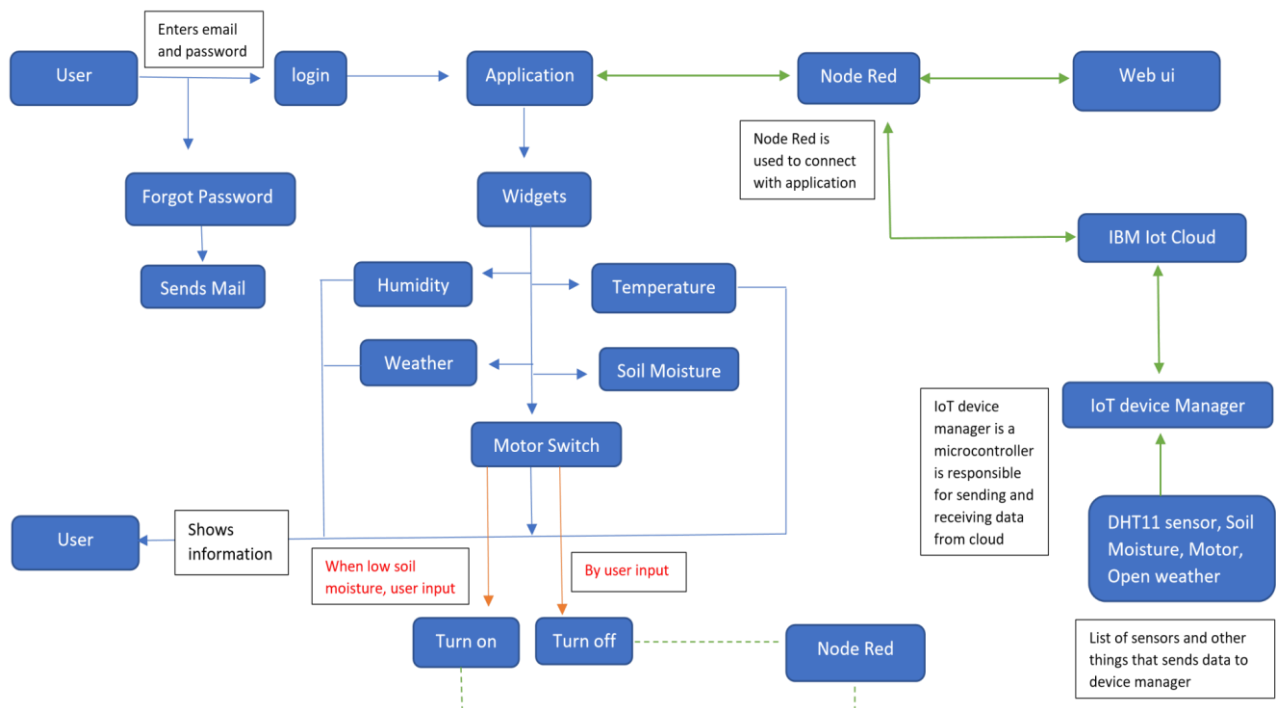 Enters email
and password
User
login
Application
Node Red
Web ui
Node Red is
used to connect
with application
Forgot Password
Widgets
IBM Iot Cloud
Sends Mail
Humidity
Temperature
Weather
Soil Moisture
IoT device
manager is a
microcontroller
is responsible
for sending and
receiving data
from cloud
IoT device Manager
Motor Switch
DHT11 sensor, Soil
Moisture, Motor,
Open weather
User
Shows
information
When low soil
moisture, user input
By user input
Turn on
Turn off
Node Red
List of sensors and other
things that sends data to
device manager